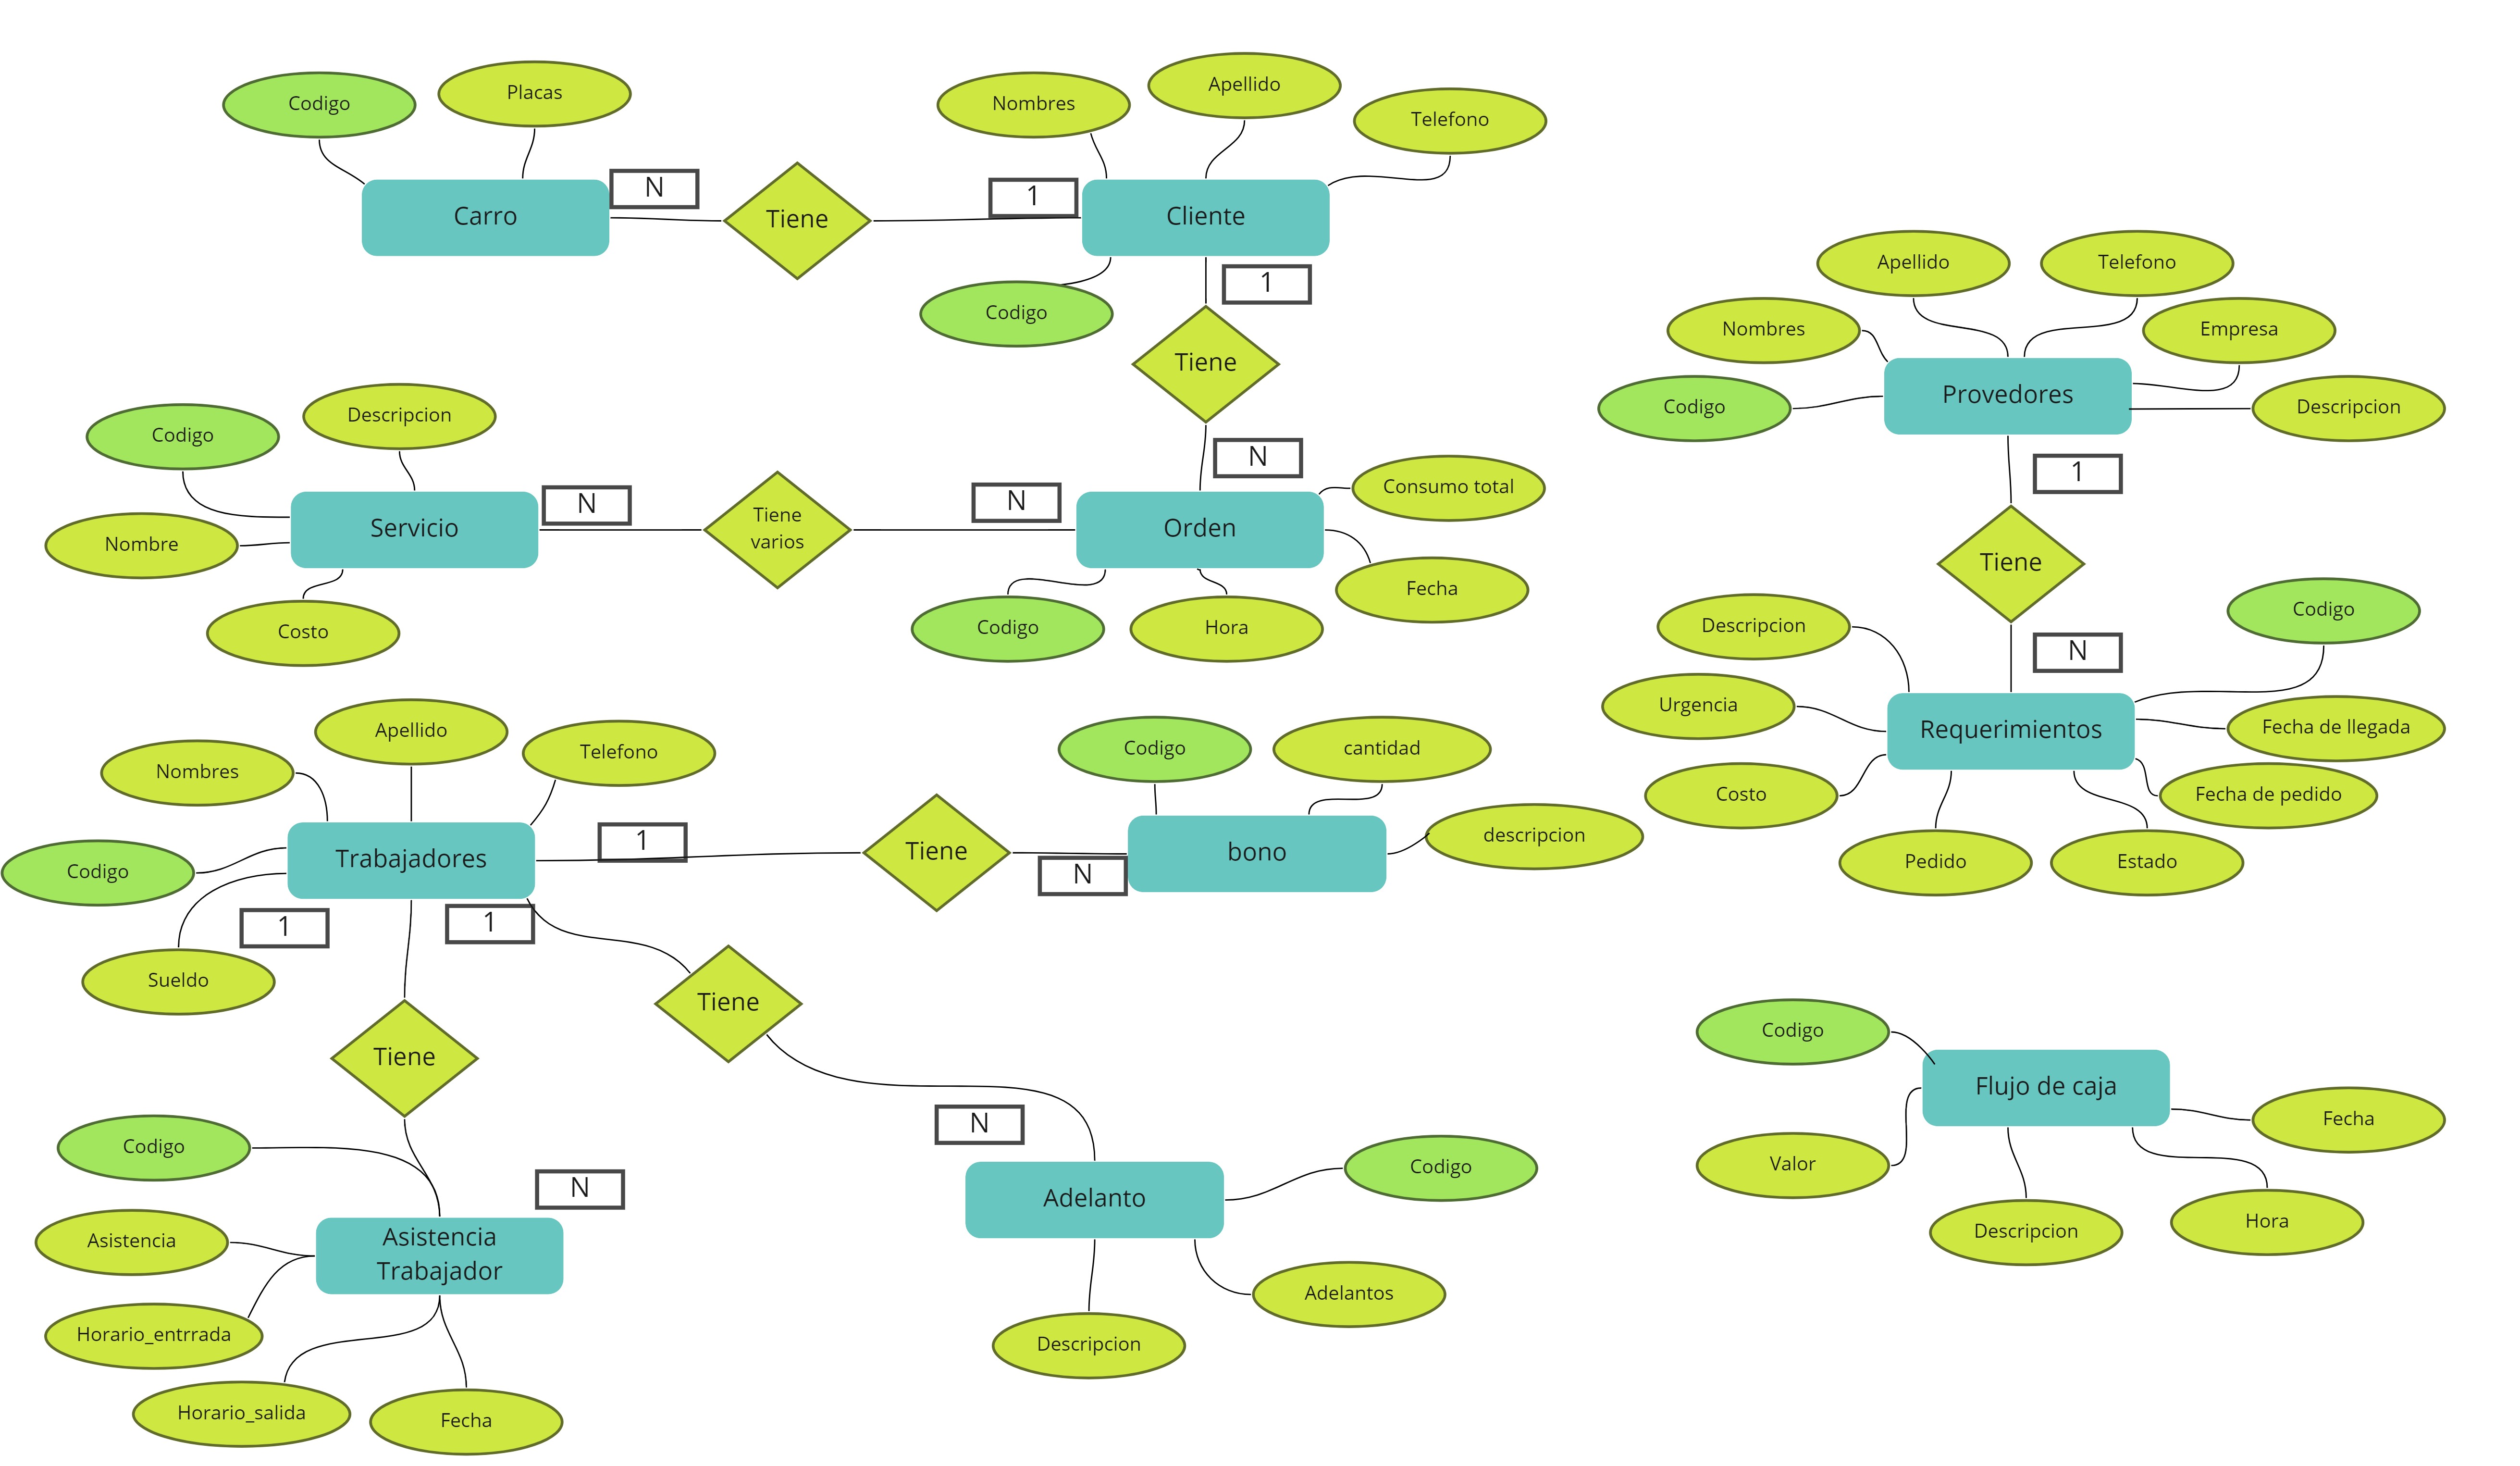 Codigo
Placas
Carro
N
Tiene
1
Nombres
Apellido
Telefono
Cliente
Codigo
1
Tiene
N
Codigo
Descripcion
Nombre
Servicio
Costo
N
Tiene
varios
N
Orden
Consumo total
Fecha
Codigo
Hora
Apellido
Telefono
Nombres
Empresa
Codigo
Provedores
Descripcion
1
Tiene
N
Descripcion
Codigo
Urgencia
Requerimientos
Fecha de llegada
Costo
Fecha de pedido
Pedido
Estado
Nombres
Apellido
Telefono
Codigo
Trabajadores
Sueldo
1
Tiene
N
Codigo
cantidad
bono
descripcion
1
1
Tiene
Tiene
N
Codigo
Asistencia
Asistencia
Trabajador
N
Horario_entrrada
Horario_salida
Fecha
Adelanto
Codigo
Adelantos
Descripcion
Codigo
Flujo de caja
Valor
Fecha
Descripcion
Hora